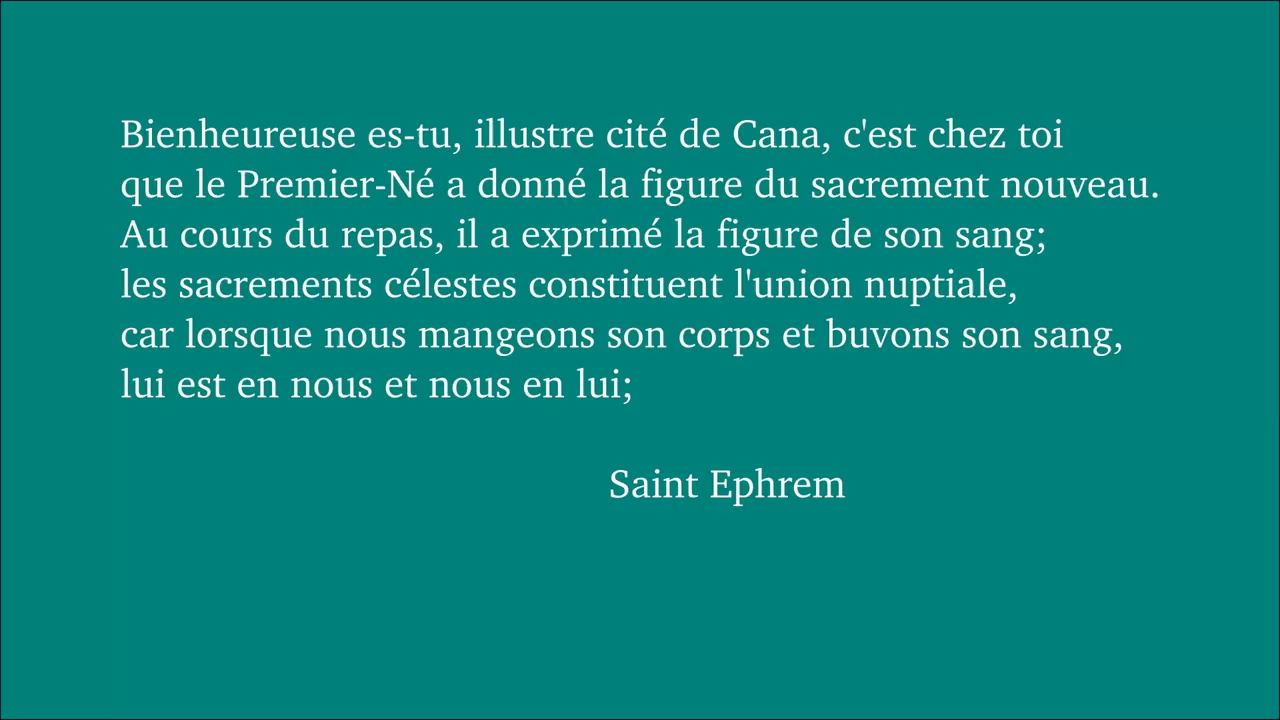 Bienheureuse es-tu, illustre cité de Cana, c'est chez toi
que le Premier-Né a donné la figure du sacrement nouveau.
Au cours du repas, il a exprimé la figure de son sang;
les sacrements célestes constituent l'union nuptiale,
car lorsque nous mangeons son corps et buvons son sang,
lui est en nous et nous en lui;
Saint Ephrem